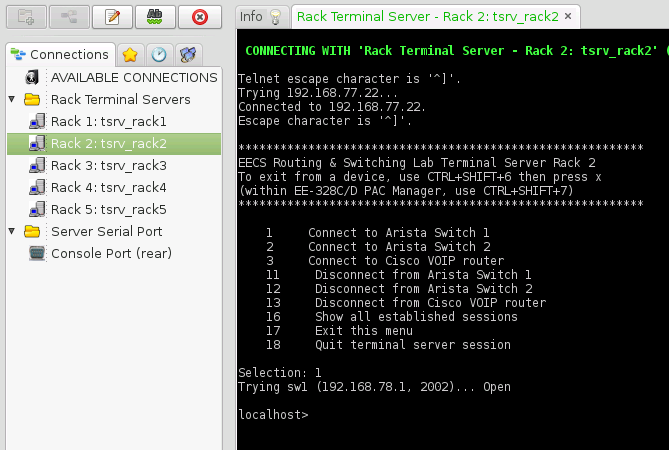 Info
Rack Terminal Server - Rack 2: tsrv_rack2 ×
Ab
Connections
AVAILABLE CONNECTIONS
Rack Terminal Servers
Rack 1: tsrv_rack1
Rack 2: tsrv_rack2
Rack 3: tsrv_rack3
Rack 4: tsrv_rack4
Rack 5: tsrv_rack5
Server Serial Port
Console Port (rear)
CONNECTING WITH 'Rack Terminal Server - Rack 2: tsrv_rack2' (
Telnet escape character is '^]'.
Trying 192.168.77.22...
Connected to 192.168.77.22.
Escape character is '^]'.
**********************************************************
EECS Routing & Switching Lab Terminal Server Rack 2
To exit from a device, use CTRL+SHIFT+6 then press x
(within EE-328C/D PAC Manager, use CTRL+SHIFT+7)
**********************************************************
1 Connect to Arista Switch 1
2 Connect to Arista Switch 2
3 Connect to Cisco VOIP router
11 Disconnect from Arista Switch 1
12 Disconnect from Arista Switch 2
13 Disconnect from Cisco VOIP router
16 Show all established sessions
17 Exit this menu
18 Quit terminal server session
Selection: 1
Trying sw1 (192.168.78.1, 2002)... Open
localhost>